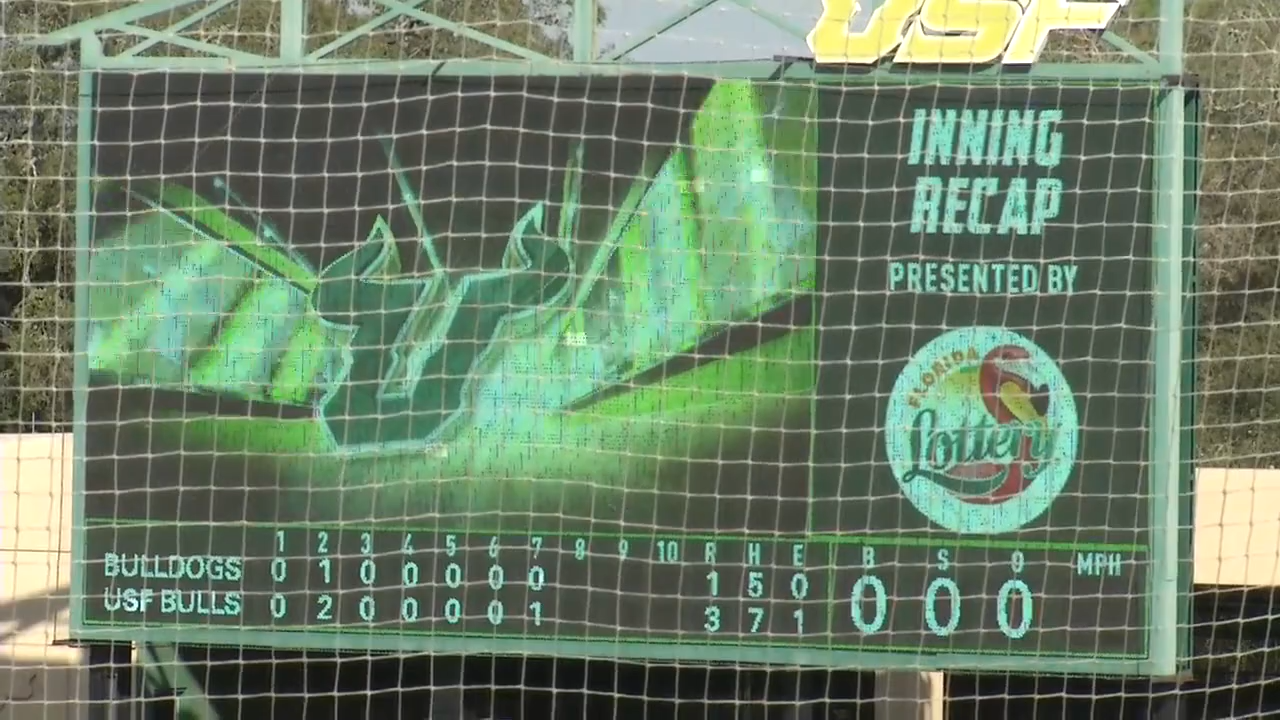 USF
INNING
RECAP
PRESENTED BY
FLORIDA
Lottery
1 2 3 4 5 6 7 8 9 10 R H E B S O MPH
BULLDOGS 0 1 0 0 0 0 0 1 5 0
USF BULLS 0 2 0 0 0 0 1 3 7 1
0 0 0